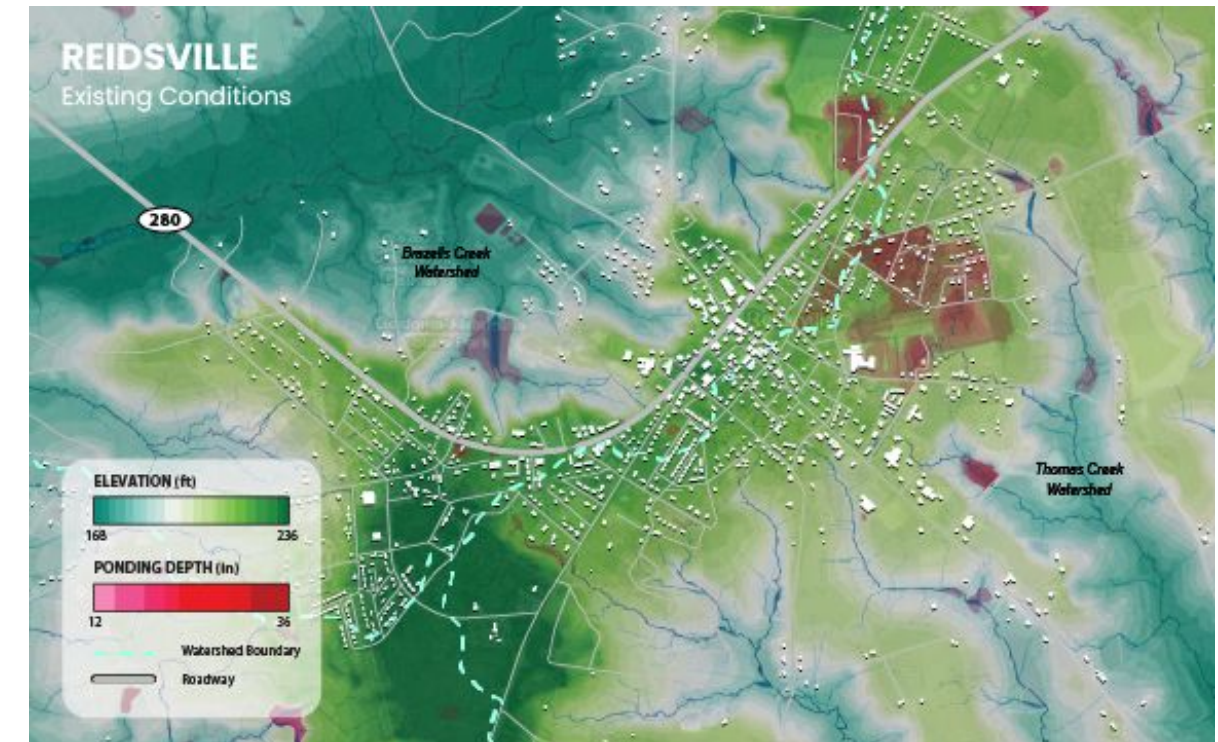 REIDSVILLE
Existing Conditions
280
Brazells Creek
Watershed
Thomas Creek
Watershed
ELEVATION (ft)
168
236
PONDING DEPTH (in)
12
36
Watershed Boundary
Roadway